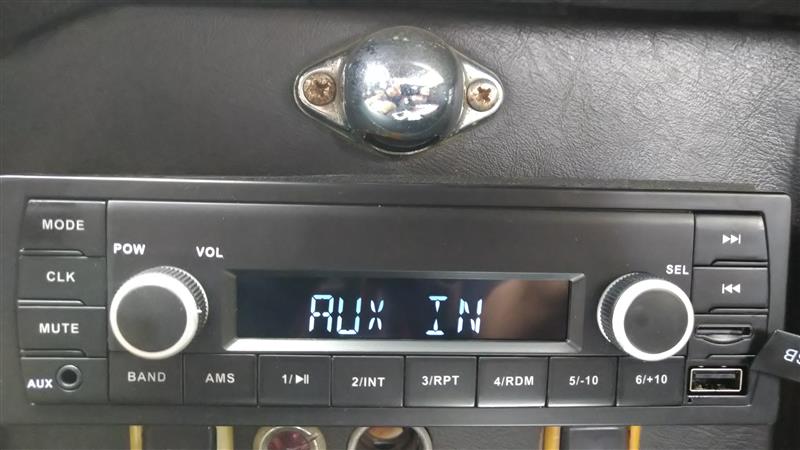 MODE
POW
VOL
SEL
CLK
AUX IN
MUTE
AUX
BAND
AMS
1/
2/INT
3/RPT
4/RDM
5/-10
6/+10